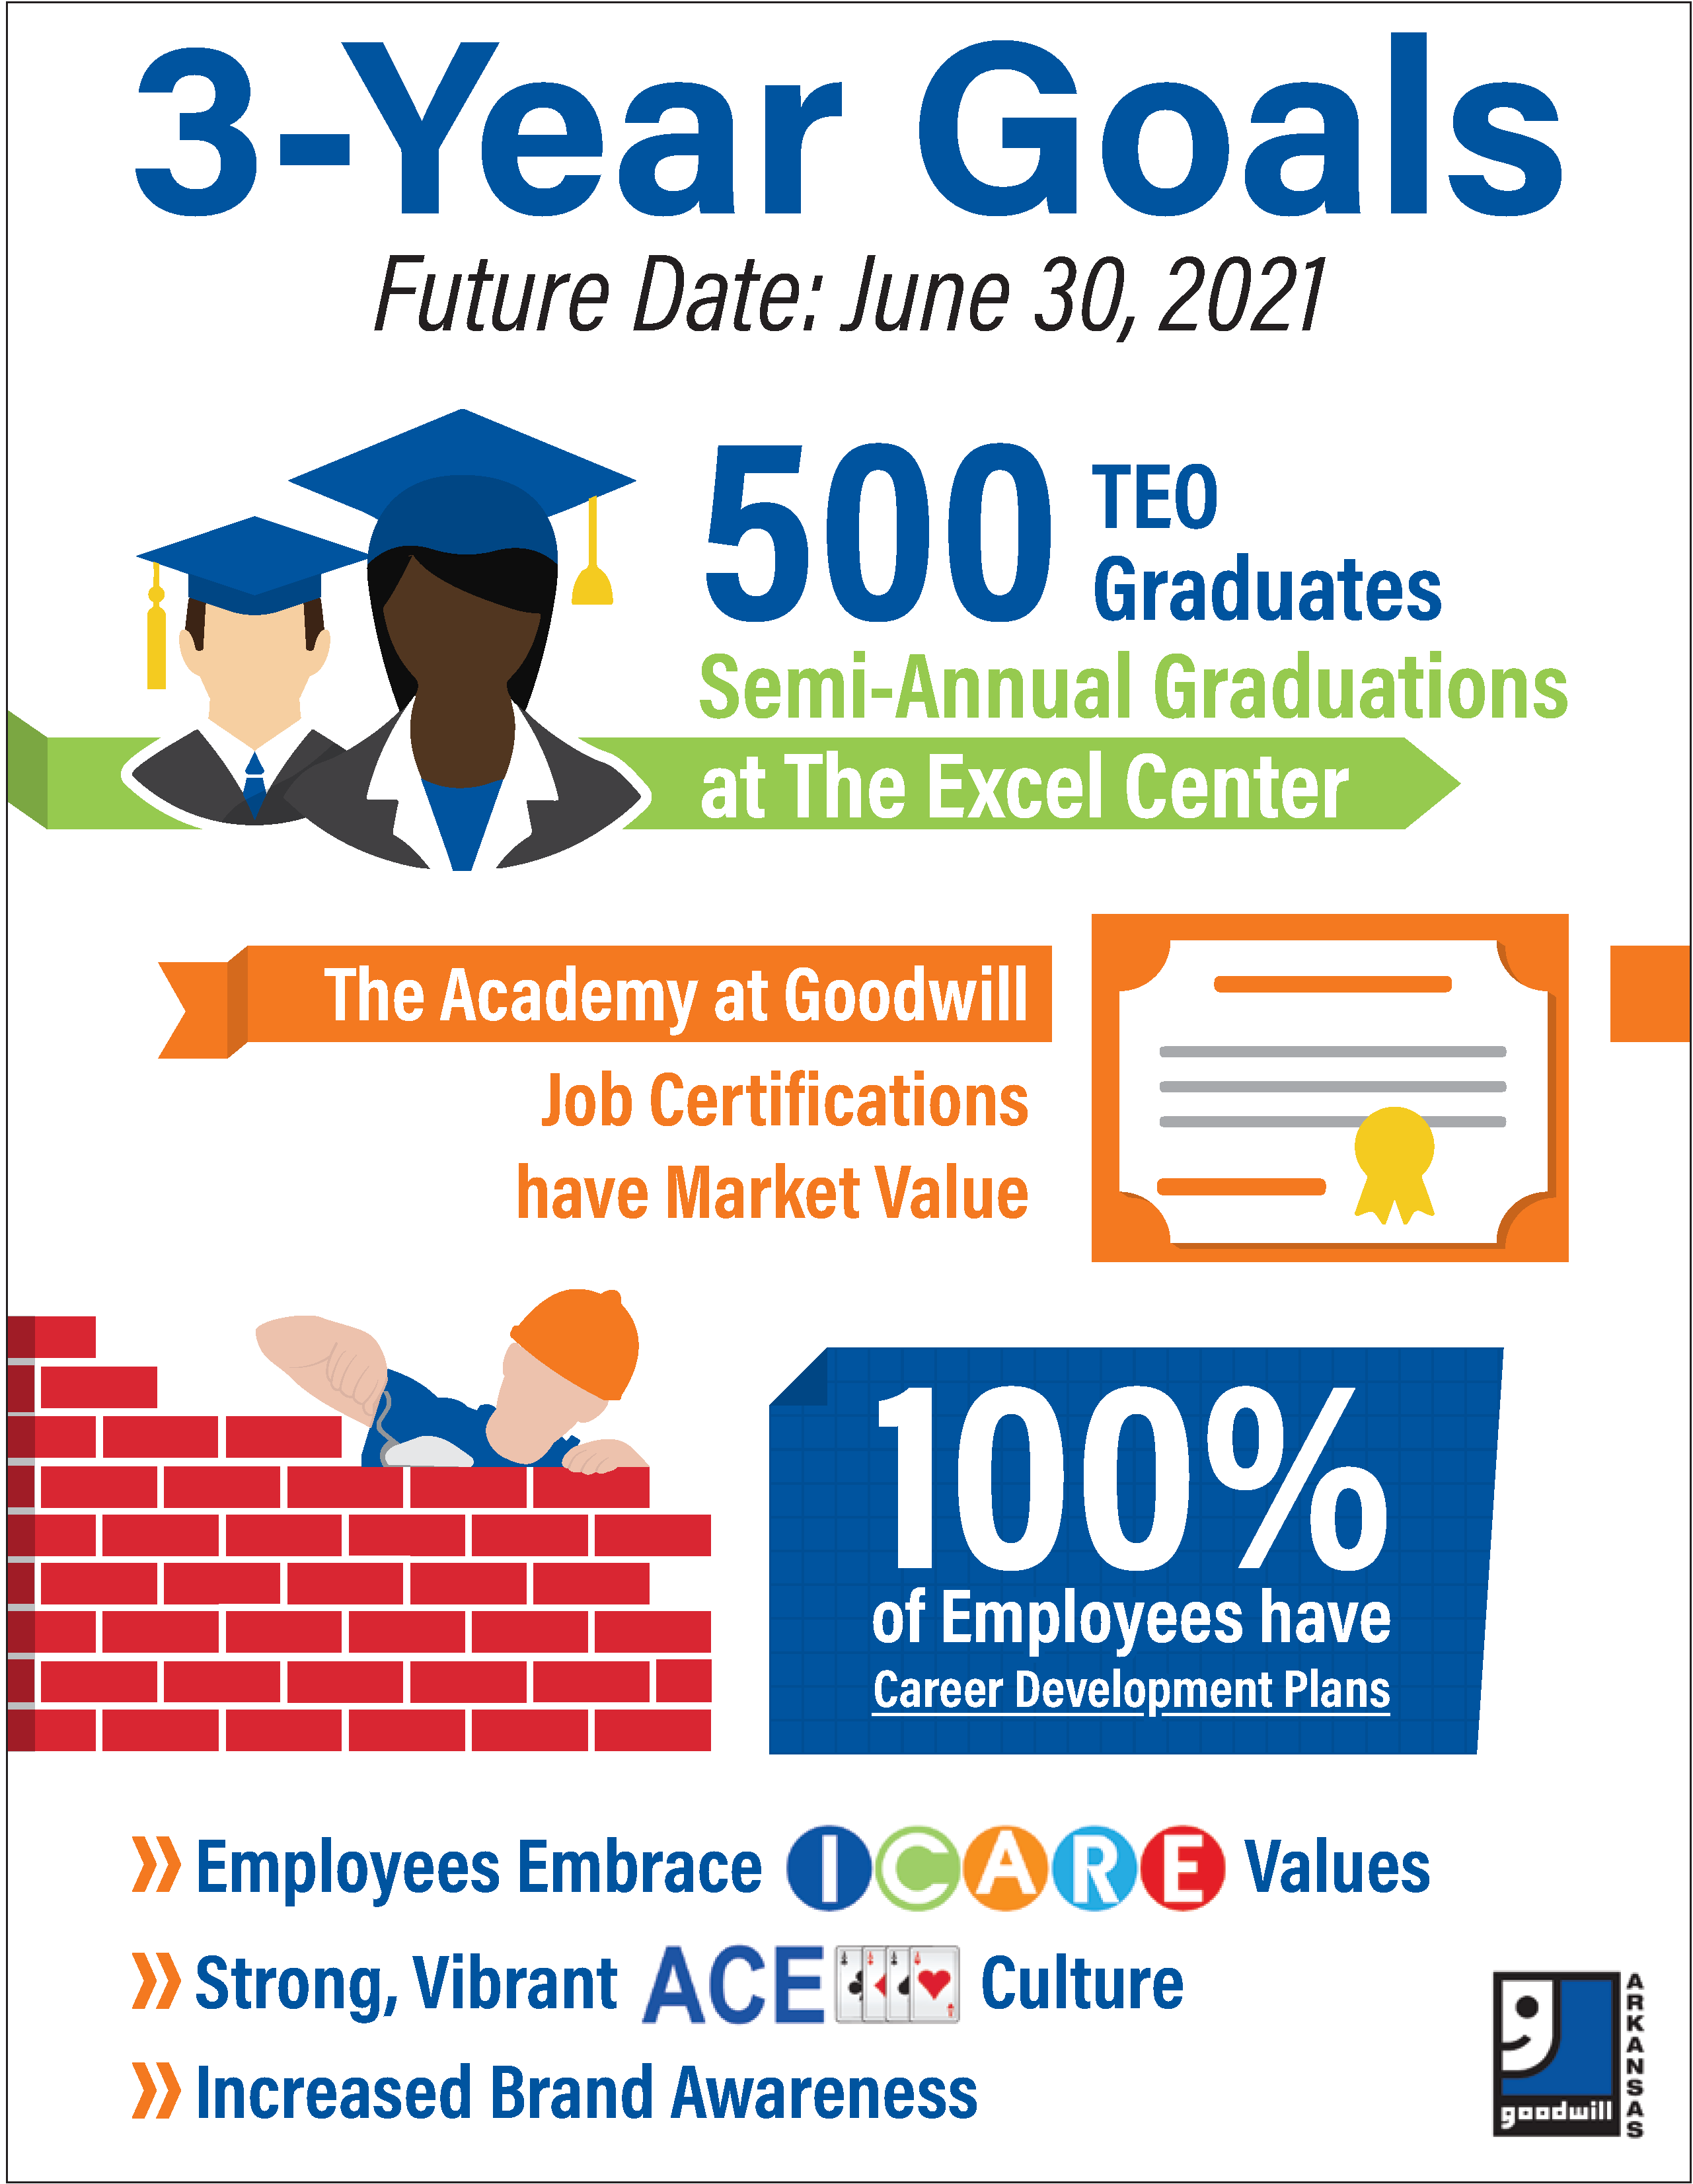 3-Year Goals
Future Date: June 30, 2021
500 TEO
Graduates
Semi-Annual Graduations
at The Excel Center
The Academy at Goodwill
Job Certifications
have Market Value
100%
of Employees have
Career Development Plans
Employees Embrace ICARE Values
Strong, Vibrant ACE Culture
Increased Brand Awareness
goodwill
ARKANSAS